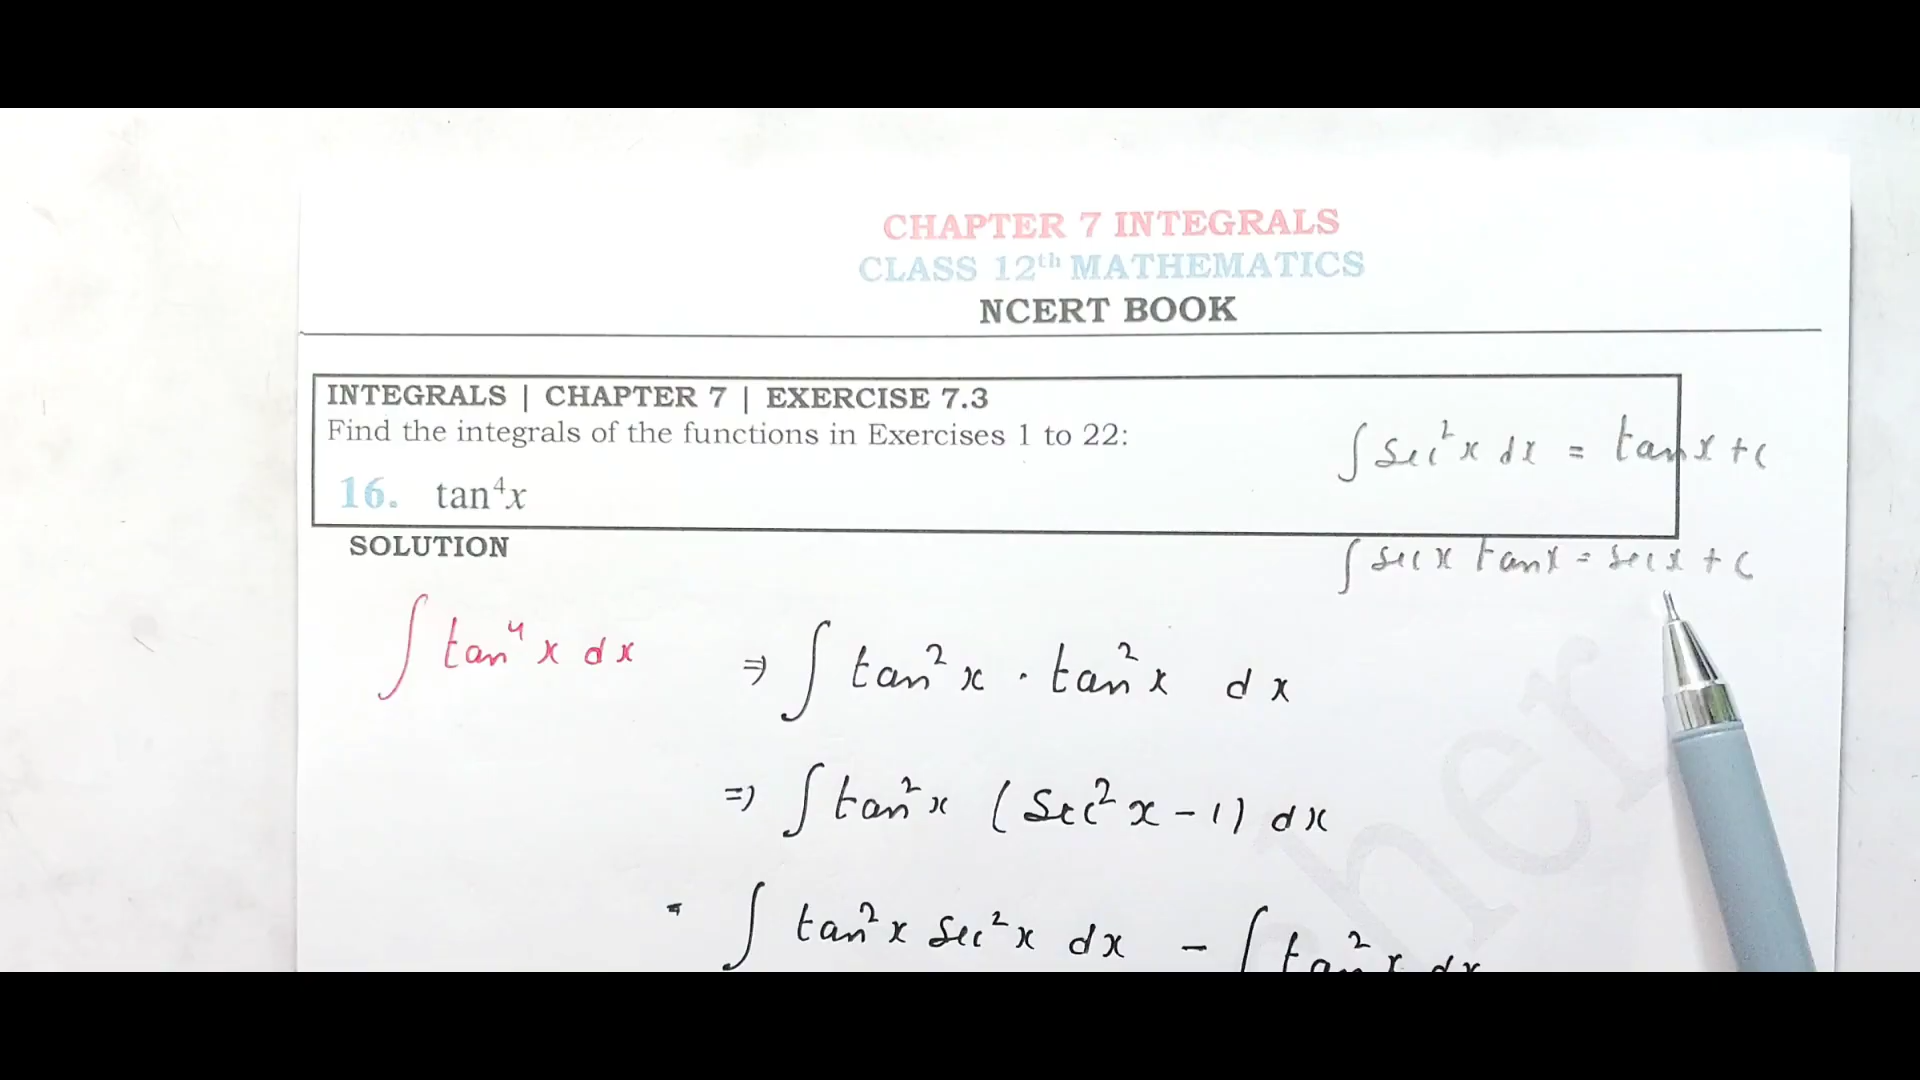 CHAPTER 7 INTEGRALS
CLASS 12th MATHEMATICS
NCERT BOOK
INTEGRALS | CHAPTER 7 | EXERCISE 7.3
Find the integrals of the functions in Exercises 1 to 22:
∫ sec²x dx = tanx + c
16. tan⁴x
SOLUTION
∫ secx tanx = secx + c
∫ tan⁴x dx ⇒ ∫ tan²x · tan²x dx
⇒ ∫ tan²x (sec²x - 1) dx
= ∫ tan²x sec²x dx - ∫ tan²x dx